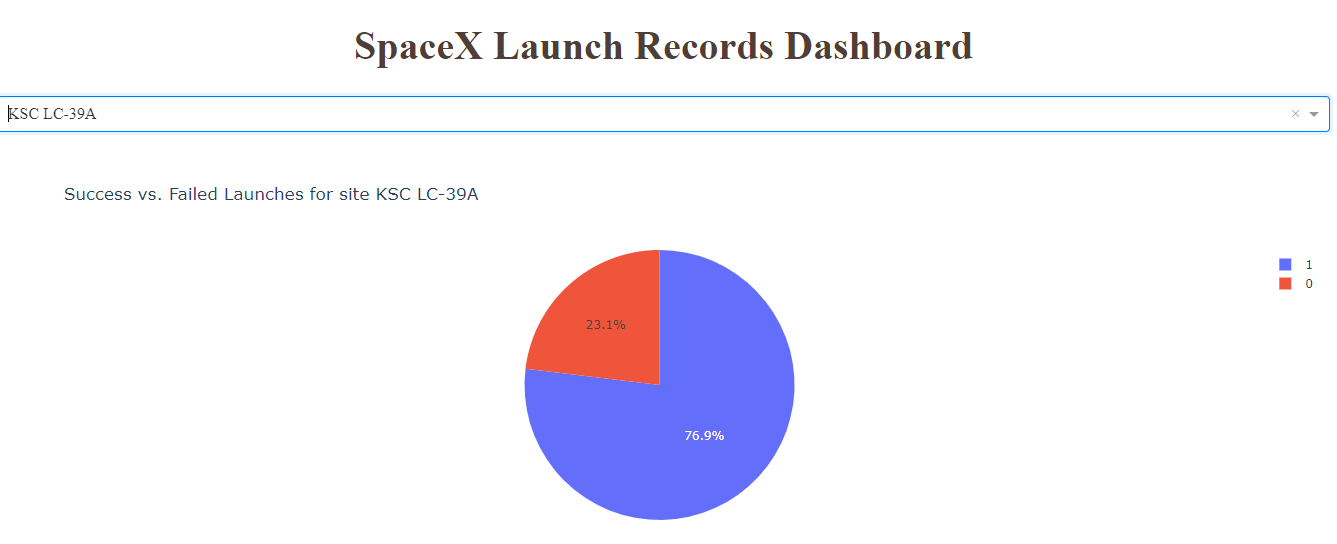 SpaceX Launch Records Dashboard
KSC LC-39A ×
Success vs. Failed Launches for site KSC LC-39A
1
0
23.1%
76.9%